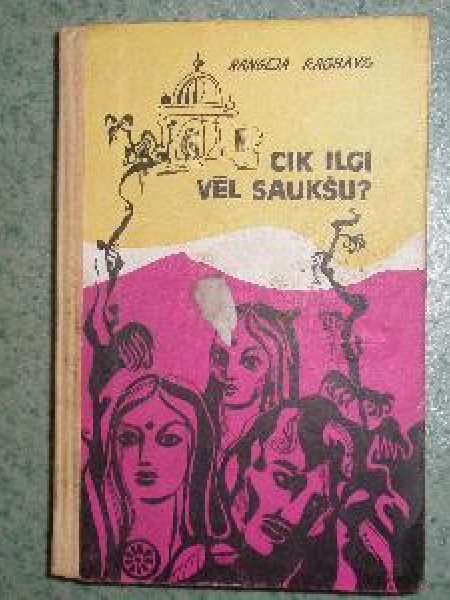 RANGEJA RAGHAVS
CIK ILGI
VĒL SAUKŠU?